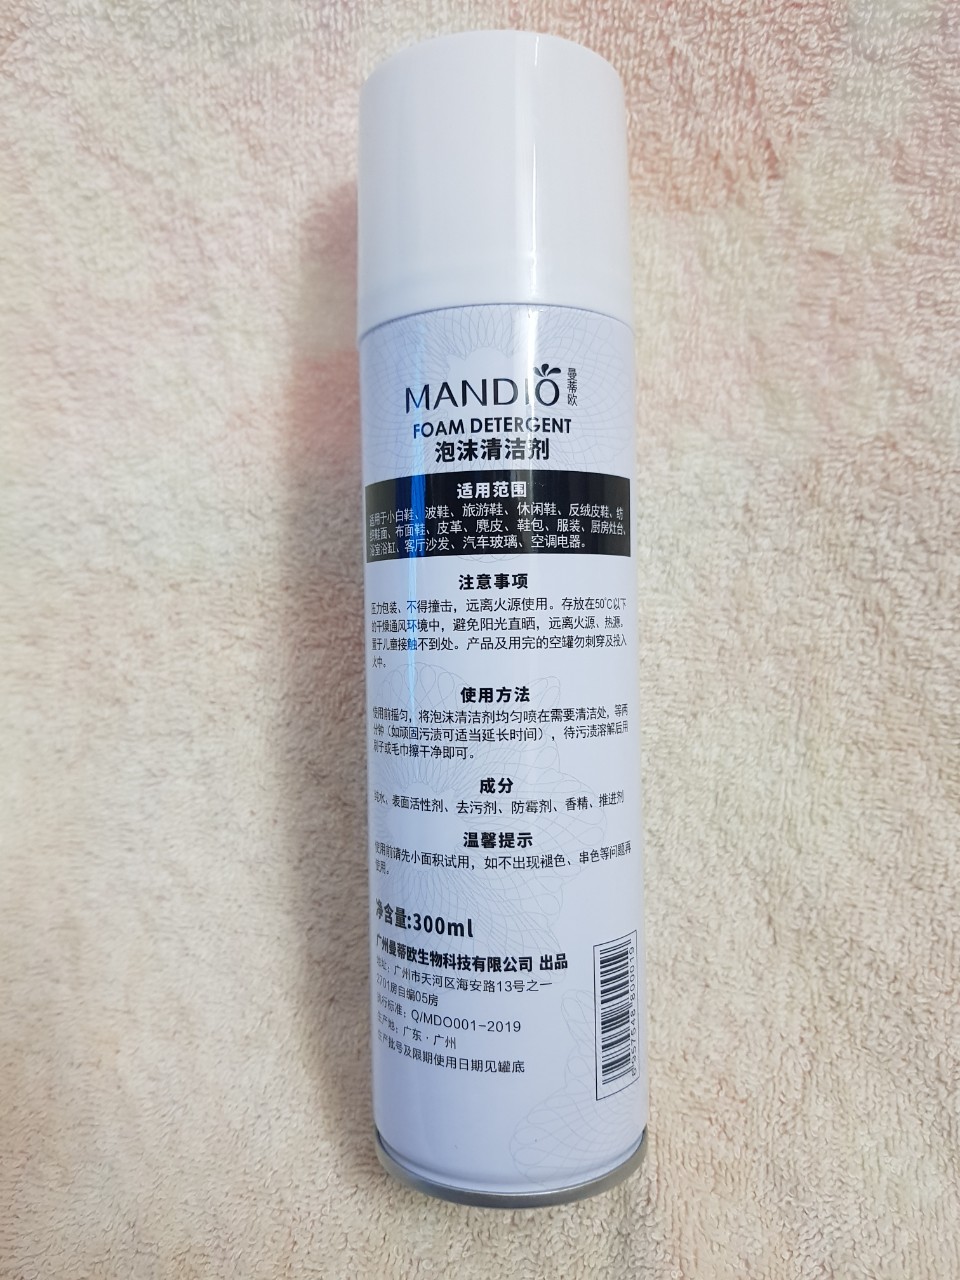 MANDIO
曼蒂欧
FOAM DETERGENT
泡沫清洁剂
适用范围
适用于小白鞋、波鞋、旅游鞋、休闲鞋、反绒皮鞋、纺
织鞋面、布面鞋、皮革、麂皮、鞋包、服装、厨房灶台、
浴室浴缸、客厅沙发、汽车玻璃、空调电器。
注意事项
压力包装、不得撞击，远离火源使用。存放在50℃以下
的干燥通风环境中，避免阳光直晒，远离火源、热源，
置于儿童接触不到处。产品及用完的空罐勿刺穿及投入
火中。
使用方法
使用前摇匀，将泡沫清洁剂均匀喷在需要清洁处，等两
分钟（如顽固污渍可适当延长时间），待污渍溶解后用
刷子或毛巾擦干净即可。
成分
纯水、表面活性剂、去污剂、防霉剂、香精、推进剂
温馨提示
使用前请先小面积试用，如不出现褪色、串色等问题再
使用。
净含量:300ml
广州曼蒂欧生物科技有限公司 出品
地址：广州市天河区海安路13号之一
2701房自编05房
执行标准：Q/MDO001-2019
生产地：广东·广州
生产批号及限期使用日期见罐底